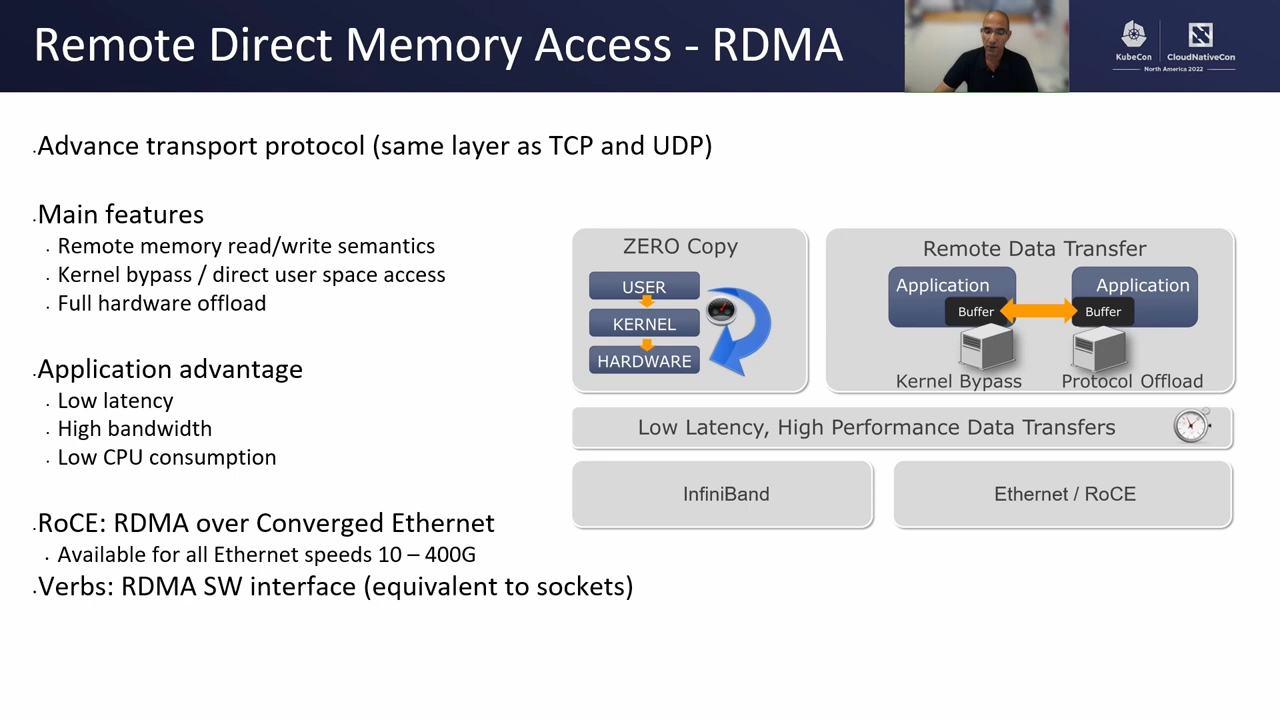 Remote Direct Memory Access - RDMA
KubeCon
CloudNativeCon
North America 2022
Advance transport protocol (same layer as TCP and UDP)
Main features
Remote memory read/write semantics
Kernel bypass / direct user space access
Full hardware offload
Application advantage
Low latency
High bandwidth
Low CPU consumption
RoCE: RDMA over Converged Ethernet
Available for all Ethernet speeds 10 – 400G
Verbs: RDMA SW interface (equivalent to sockets)
ZERO Copy
USER
KERNEL
HARDWARE
Remote Data Transfer
Application
Application
Buffer
Buffer
Kernel Bypass
Protocol Offload
Low Latency, High Performance Data Transfers
InfiniBand
Ethernet / RoCE